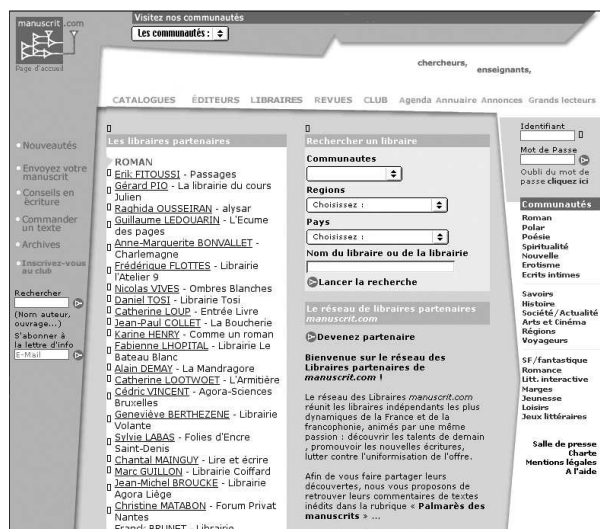 manuscrit.com
Page d'accueil
Visitez nos communautés
Les communautés :
chercheurs,
enseignants,
CATALOGUES ÉDITEURS LIBRAIRES REVUES CLUB Agenda Annuaire Annonces Grands lecteurs
Nouveautés
Envoyez votre
manuscrit
Conseils en
écriture
Commander
un texte
Archives
Inscrivez-vous
au club
Rechercher
(Nom auteur,
ouvrage...)
S'abonner à
la lettre d'info
E-Mail
Les libraires partenaires
ROMAN
Erik FITOUSSI - Passages
Gérard PIO - La librairie du cours
Julien
Raghida OUSSEIRAN - alysar
Guillaume LEDOUARIN - L'Ecume
des pages
Anne-Marguerite BONVALLET -
Charlemagne
Frédérique FLOTTES - Librairie
l'Atelier 9
Nicolas VIVES - Ombres Blanches
Daniel TOSI - Librairie Tosi
Catherine LOUP - Entrée Livre
Jean-Paul COLLET - La Boucherie
Karine HENRY - Comme un roman
Fabienne LHOPITAL - Librairie Le
Bateau Blanc
Alain DEMAY - La Mandragore
Catherine LOOTWOET - L'Armitière
Cédric VINCENT - Agora-Sciences
Bruxelles
Geneviève BERTHEZENE - Librairie
Volante
Sylvie LABAS - Folies d'Encre
Saint-Denis
Chantal MAINGUY - Lire et écrire
Marc GUILLON - Librairie Coiffard
Jean-Michel BROUCKE - Librairie
Agora Liège
Christine MATABON - Forum Privat
Nantes
Franck BRUNET - Librairie
Rechercher un libraire
Communautes
Regions
Choisissez :
Pays
Choisissez :
Nom du libraire ou de la librairie
Lancer la recherche
Le réseau de libraires partenaires
manuscrit.com
Devenez partenaire
Bienvenue sur le réseau des
Libraires partenaires de
manuscrit.com !
Le réseau des Libraires manuscrit.com
réunit les libraires indépendants les plus
dynamiques de la France et de la
francophonie, animés par une même
passion : découvrir les talents de demain
, promouvoir les nouvelles écritures,
lutter contre l'uniformisation de l'offre.
Afin de vous faire partager leurs
découvertes, nous vous proposons de
retrouver leurs commentaires de textes
inédits dans la rubrique « Palmarès des
manuscrits » ...
Identifiant
Mot de Passe
Oubli du mot de
passe cliquez ici
Communautés
Roman
Polar
Poésie
Spiritualité
Nouvelle
Erotisme
Ecrits intimes
Savoirs
Histoire
Société/Actualité
Arts et Cinéma
Régions
Voyageurs
SF/fantastique
Romance
Litt. interactive
Marges
Jeunesse
Loisirs
Jeux littéraires
Salle de presse
Charte
Mentions légales
A l'aide